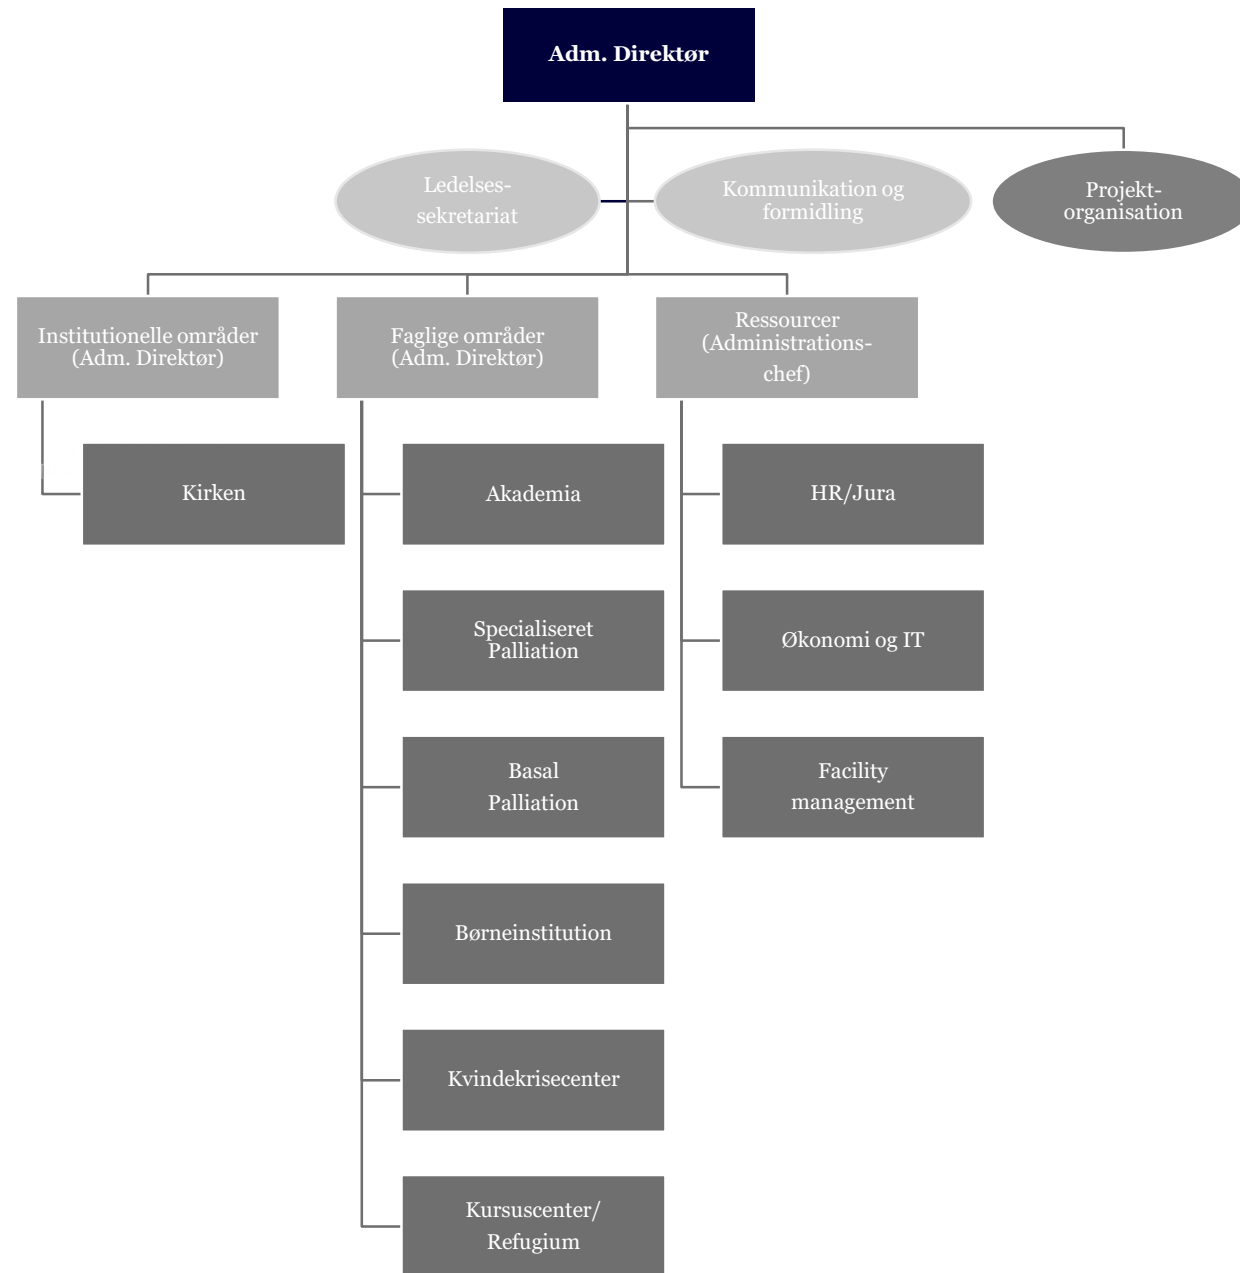 Adm. Direktør
Ledelses-
sekretariat
Kommunikation og
formidling
Projekt-
organisation
Institutionelle områder
(Adm. Direktør)
Faglige områder
(Adm. Direktør)
Ressourcer
(Administrations-
chef)
Kirken
Akademia
HR/Jura
Specialiseret
Palliation
Økonomi og IT
Basal
Palliation
Facility
management
Børneinstitution
Kvindekrisecenter
Kursuscenter/
Refugium